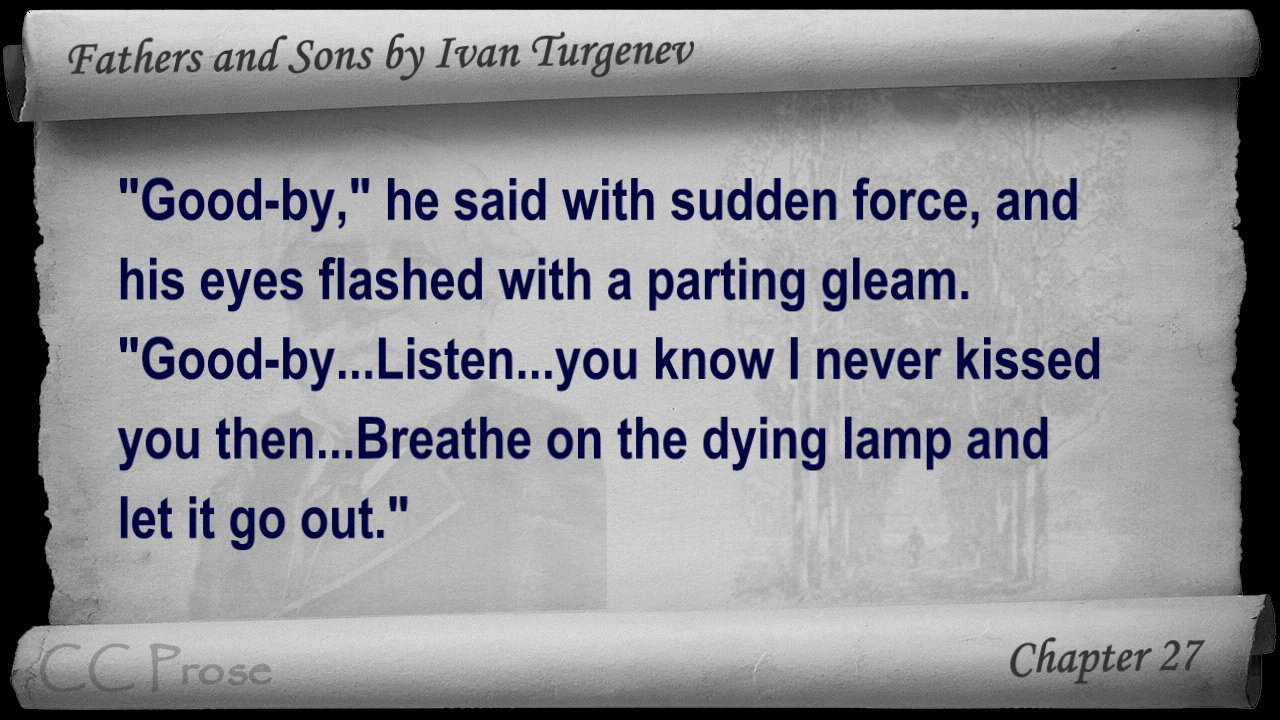 Fathers and Sons by Ivan Turgenev
"Good-by," he said with sudden force, and
his eyes flashed with a parting gleam.
"Good-by...Listen...you know I never kissed
you then...Breathe on the dying lamp and
let it go out."
CC Prose
Chapter 27